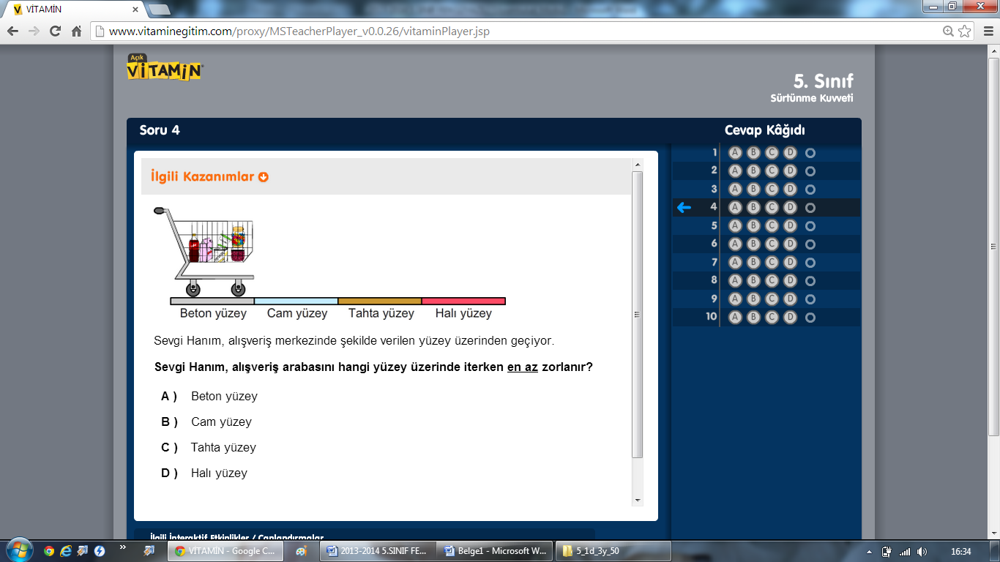 VİTAMİN
www.vitaminegitim.com/proxy/MSTeacherPlayer_v0.0.26/vitaminPlayer.jsp
Açık
VİTAMİN
5. Sınıf
Sürtünme Kuvveti
Soru 4
Cevap Kâğıdı
İlgili Kazanımlar
1 A B C D
2 A B C D
3 A B C D
4 A B C D
5 A B C D
6 A B C D
7 A B C D
8 A B C D
9 A B C D
10 A B C D
Beton yüzey Cam yüzey Tahta yüzey Halı yüzey
Sevgi Hanım, alışveriş merkezinde şekilde verilen yüzey üzerinden geçiyor.
Sevgi Hanım, alışveriş arabasını hangi yüzey üzerinde iterken en az zorlanır?
A ) Beton yüzey
B ) Cam yüzey
C ) Tahta yüzey
D ) Halı yüzey
İlgili İnteraktif Etkinlikler / Canlandırmalar
VİTAMİN - Google C... 2013-2014 5.SINIF FE... Belge1 - Microsoft W... 5_1d_3y_50 16:34